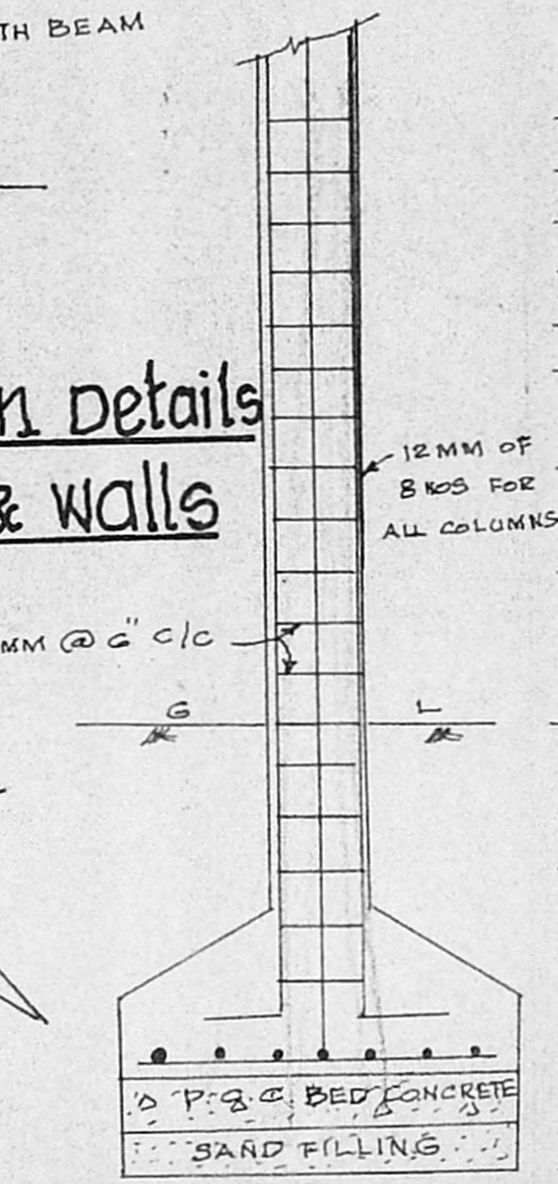 TH BEAM
n Details
& Walls
12MM OF
8 NOS FOR
ALL COLUMNS
MM @ 6" C/C
G L
P.C.C. BED CONCRETE
SAND FILLING